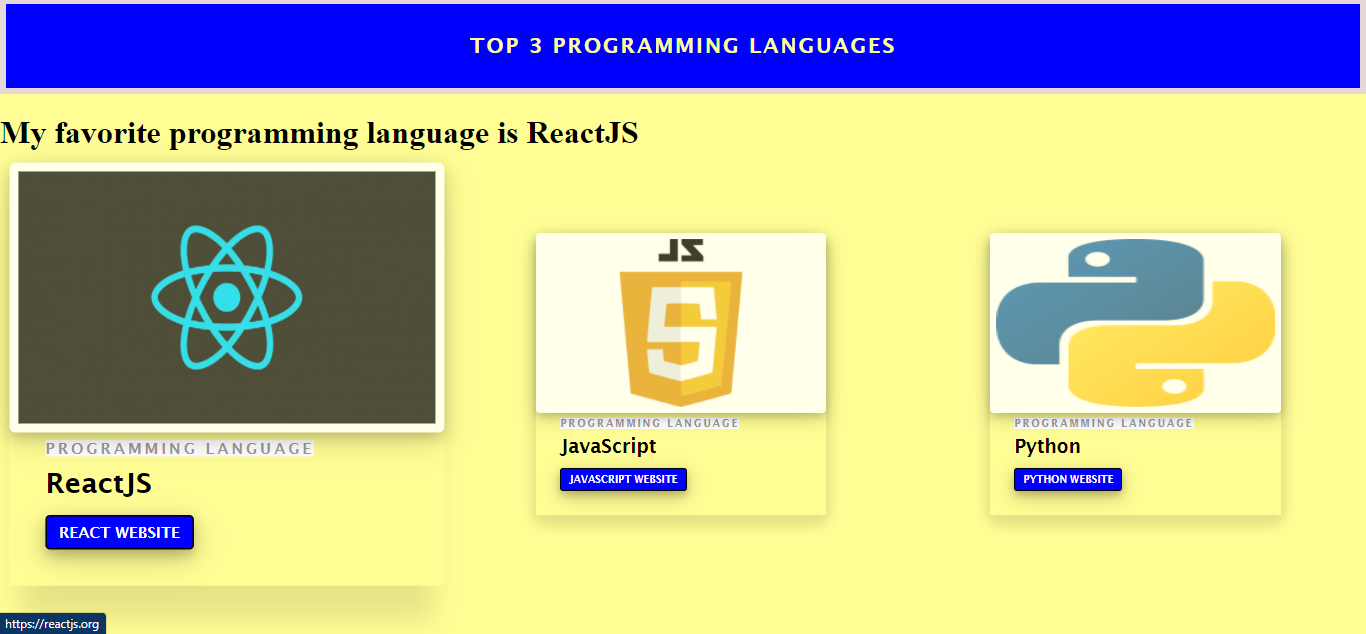 TOP 3 PROGRAMMING LANGUAGES
My favorite programming language is ReactJS
PROGRAMMING LANGUAGE
ReactJS
REACT WEBSITE
JS
PROGRAMMING LANGUAGE
JavaScript
JAVASCRIPT WEBSITE
PROGRAMMING LANGUAGE
Python
PYTHON WEBSITE
https://reactjs.org